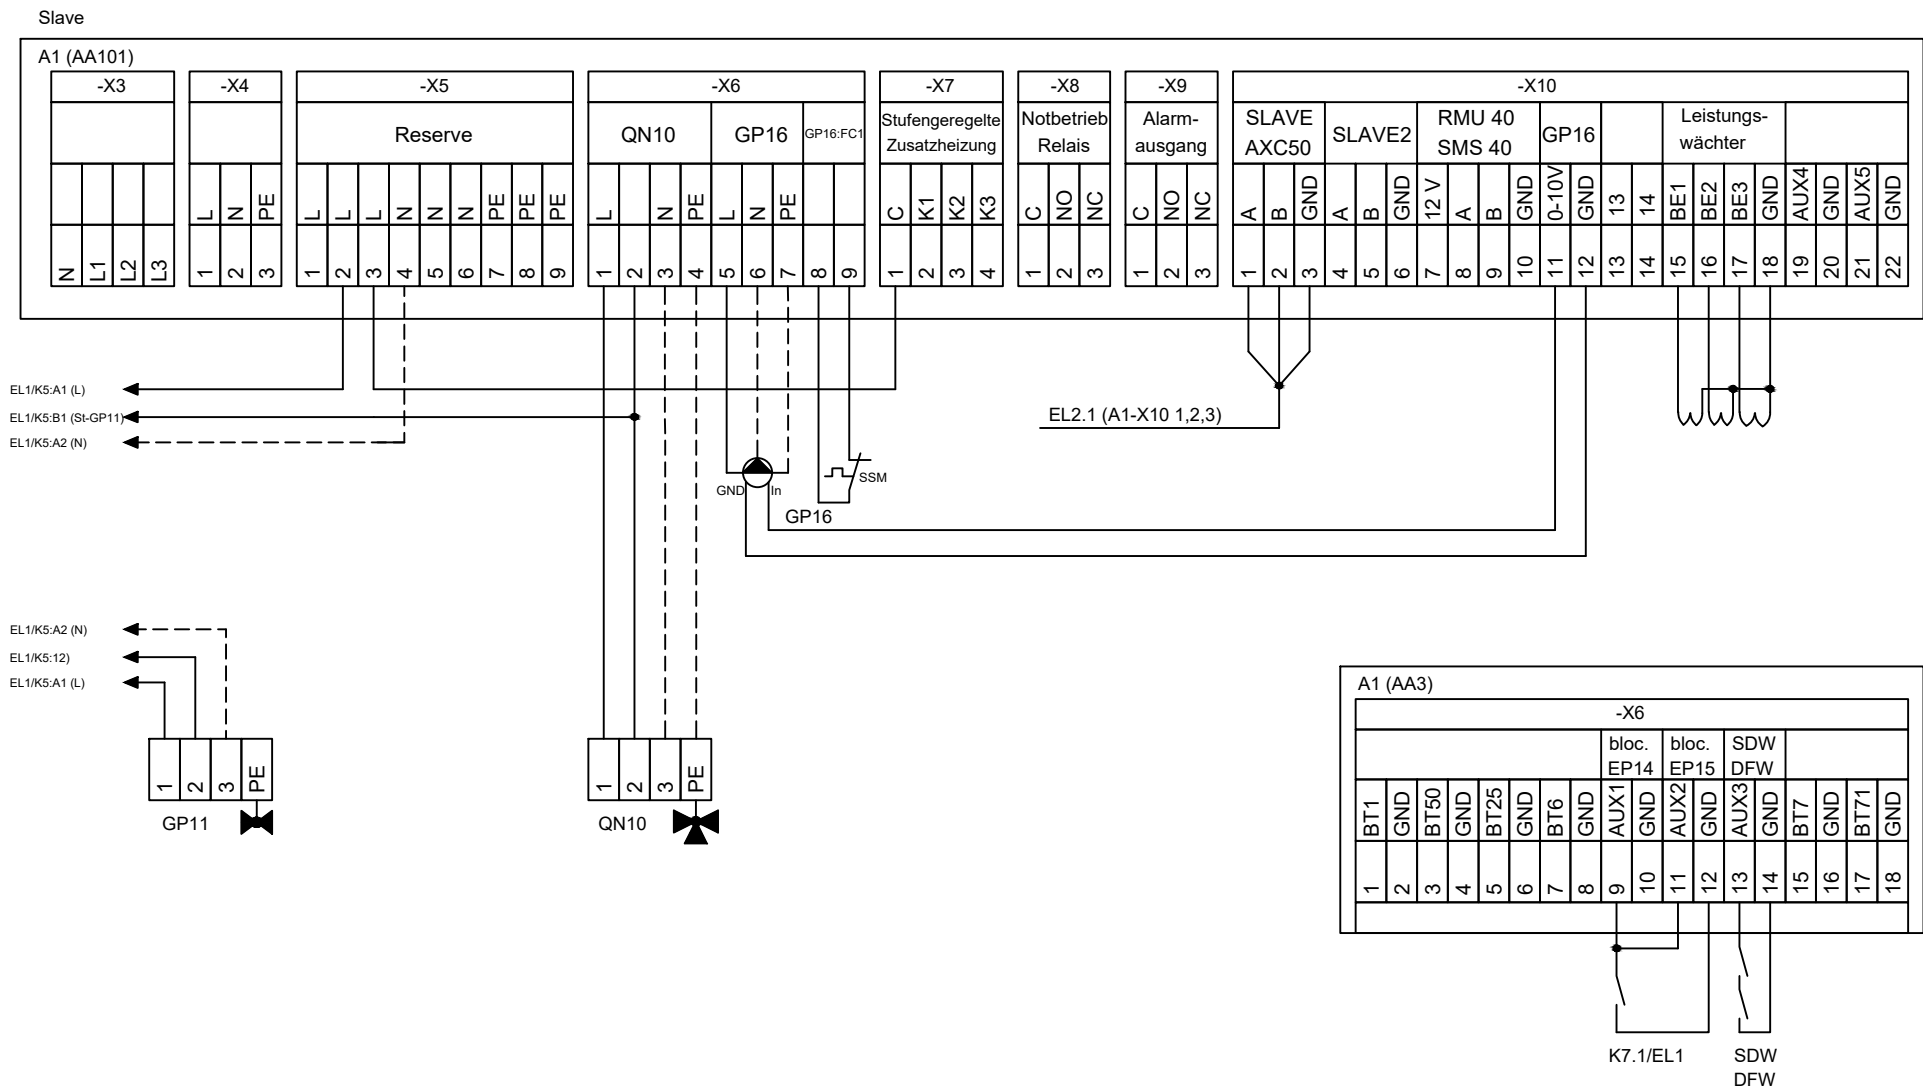 Slave
A1 (AA101)
-X3 -X4 -X5 -X6 -X7 -X8 -X9 -X10
Reserve QN10 GP16 GP16:FC1
Stufengeregelte
Zusatzheizung
Notbetrieb
Relais
Alarm-
ausgang
SLAVE
AXC50
SLAVE2
RMU 40
SMS 40
GP16
Leistungs-
wächter
L N PE L L L N N N PE PE PE L N PE L N PE C K1 K2 K3 C NO NC C NO NC A B GND A B GND 12 V A B GND 0-10V GND 13 14 BE1 BE2 BE3 GND AUX4 GND AUX5 GND
N L1 L2 L3 1 2 3 1 2 3 4 5 6 7 8 9 1 2 3 4 5 6 7 8 9 1 2 3 4 1 2 3 1 2 3 1 2 3 4 5 6 7 8 9 10 11 12 13 14 15 16 17 18 19 20 21 22
EL1/K5:A1 (L)
EL1/K5:B1 (St-GP11)
EL1/K5:A2 (N)
EL2.1 (A1-X10 1,2,3)
SSM
GND In
GP16
EL1/K5:A2 (N)
EL1/K5:12)
EL1/K5:A1 (L)
1 2 3 PE
GP11
1 2 3 PE
QN10
A1 (AA3)
-X6
bloc.
EP14
bloc.
EP15
SDW
DFW
BT1 GND BT50 GND BT25 GND BT6 GND AUX1 GND AUX2 GND AUX3 GND BT7 GND BT71 GND
1 2 3 4 5 6 7 8 9 10 11 12 13 14 15 16 17 18
K7.1/EL1
SDW
DFW